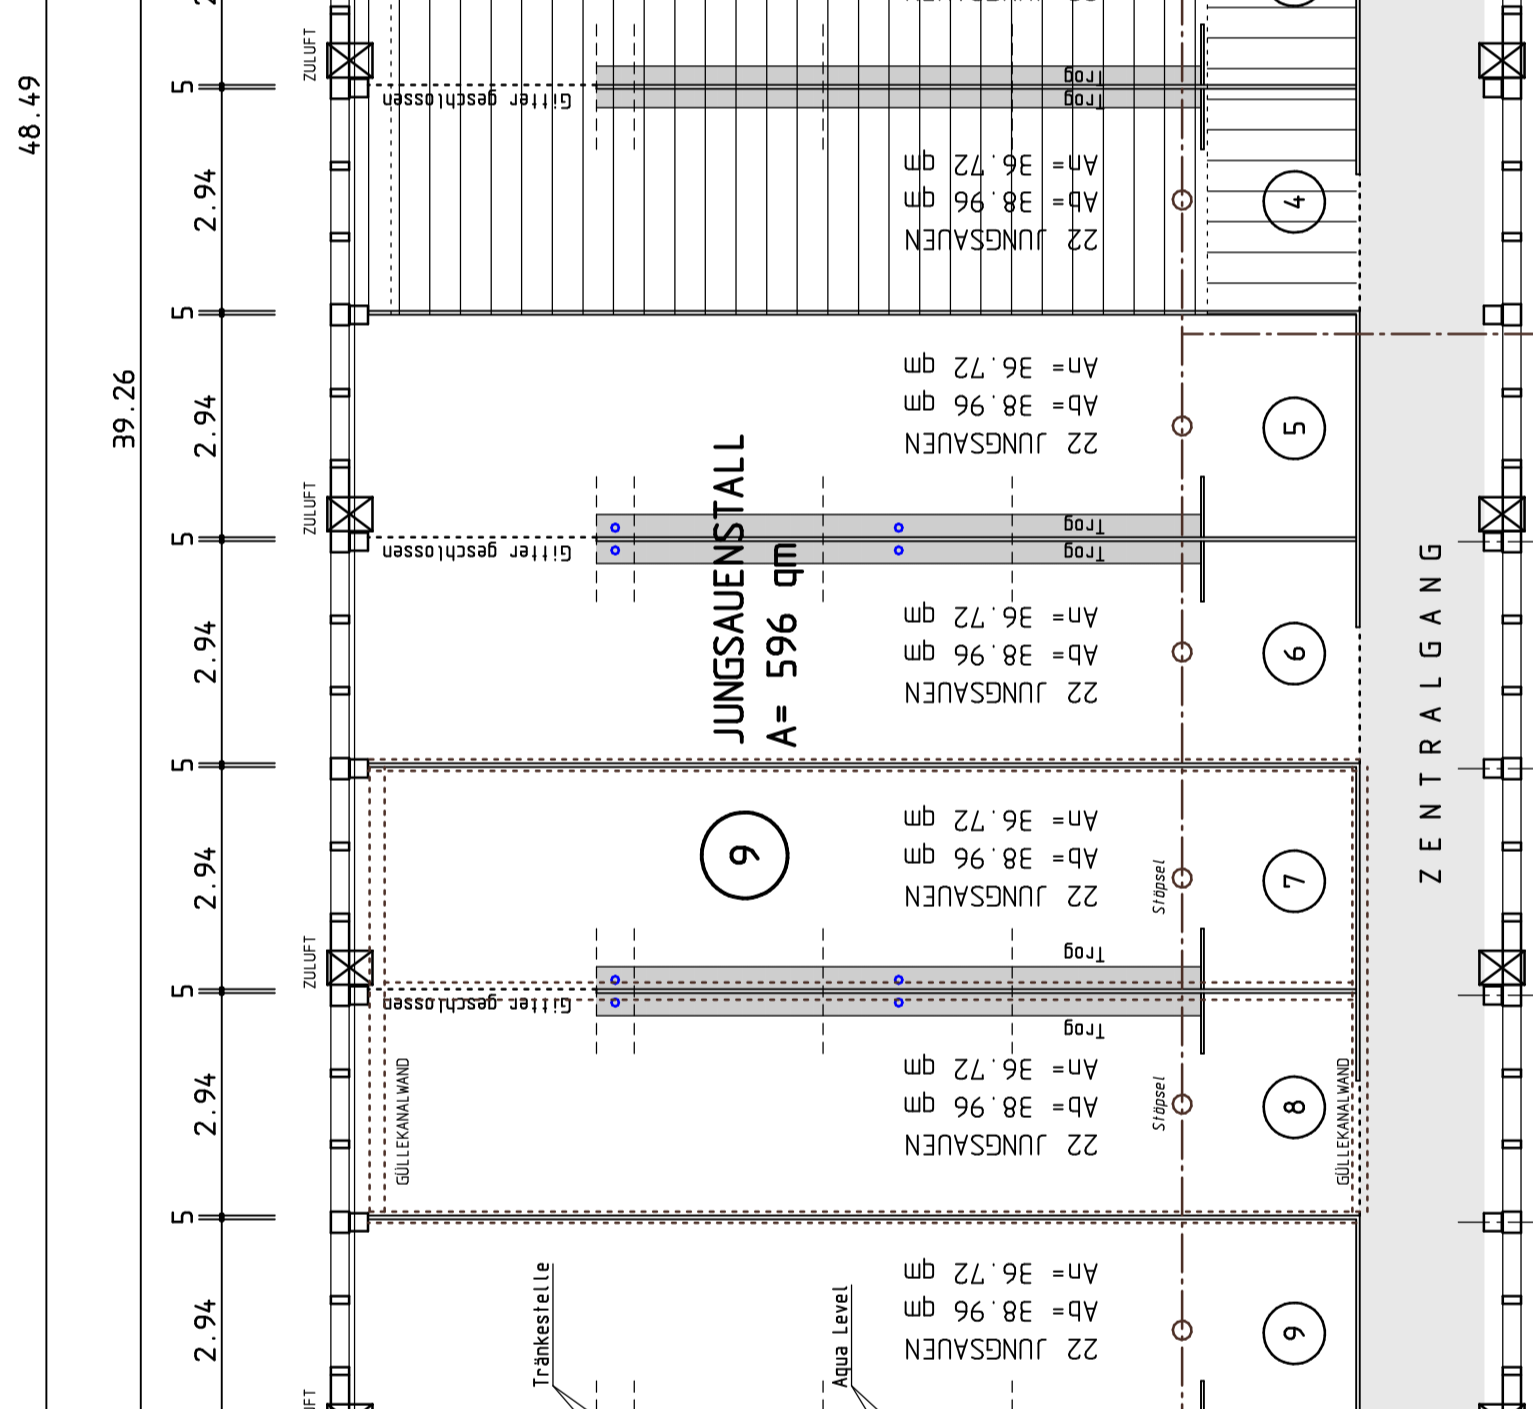 48.49
39.26
5
2.94
5
2.94
5
2.94
5
2.94
5
2.94
5
2.94
ZULUFT
Gitter geschlossen
Trog
Trog
22 JUNGSAUEN
Ab= 38.96 qm
An= 36.72 qm
4
22 JUNGSAUEN
Ab= 38.96 qm
An= 36.72 qm
5
ZULUFT
Gitter geschlossen
Trog
Trog
JUNGSAUENSTALL
A= 596 qm
22 JUNGSAUEN
Ab= 38.96 qm
An= 36.72 qm
6
ZENTRALGANG
9
22 JUNGSAUEN
Ab= 38.96 qm
An= 36.72 qm
Stöpsel
7
ZULUFT
Gitter geschlossen
Trog
Trog
GÜLLEKANALWAND
22 JUNGSAUEN
Ab= 38.96 qm
An= 36.72 qm
Stöpsel
8
GÜLLEKANALWAND
Tränkestelle
Aqua Level
22 JUNGSAUEN
Ab= 38.96 qm
An= 36.72 qm
9